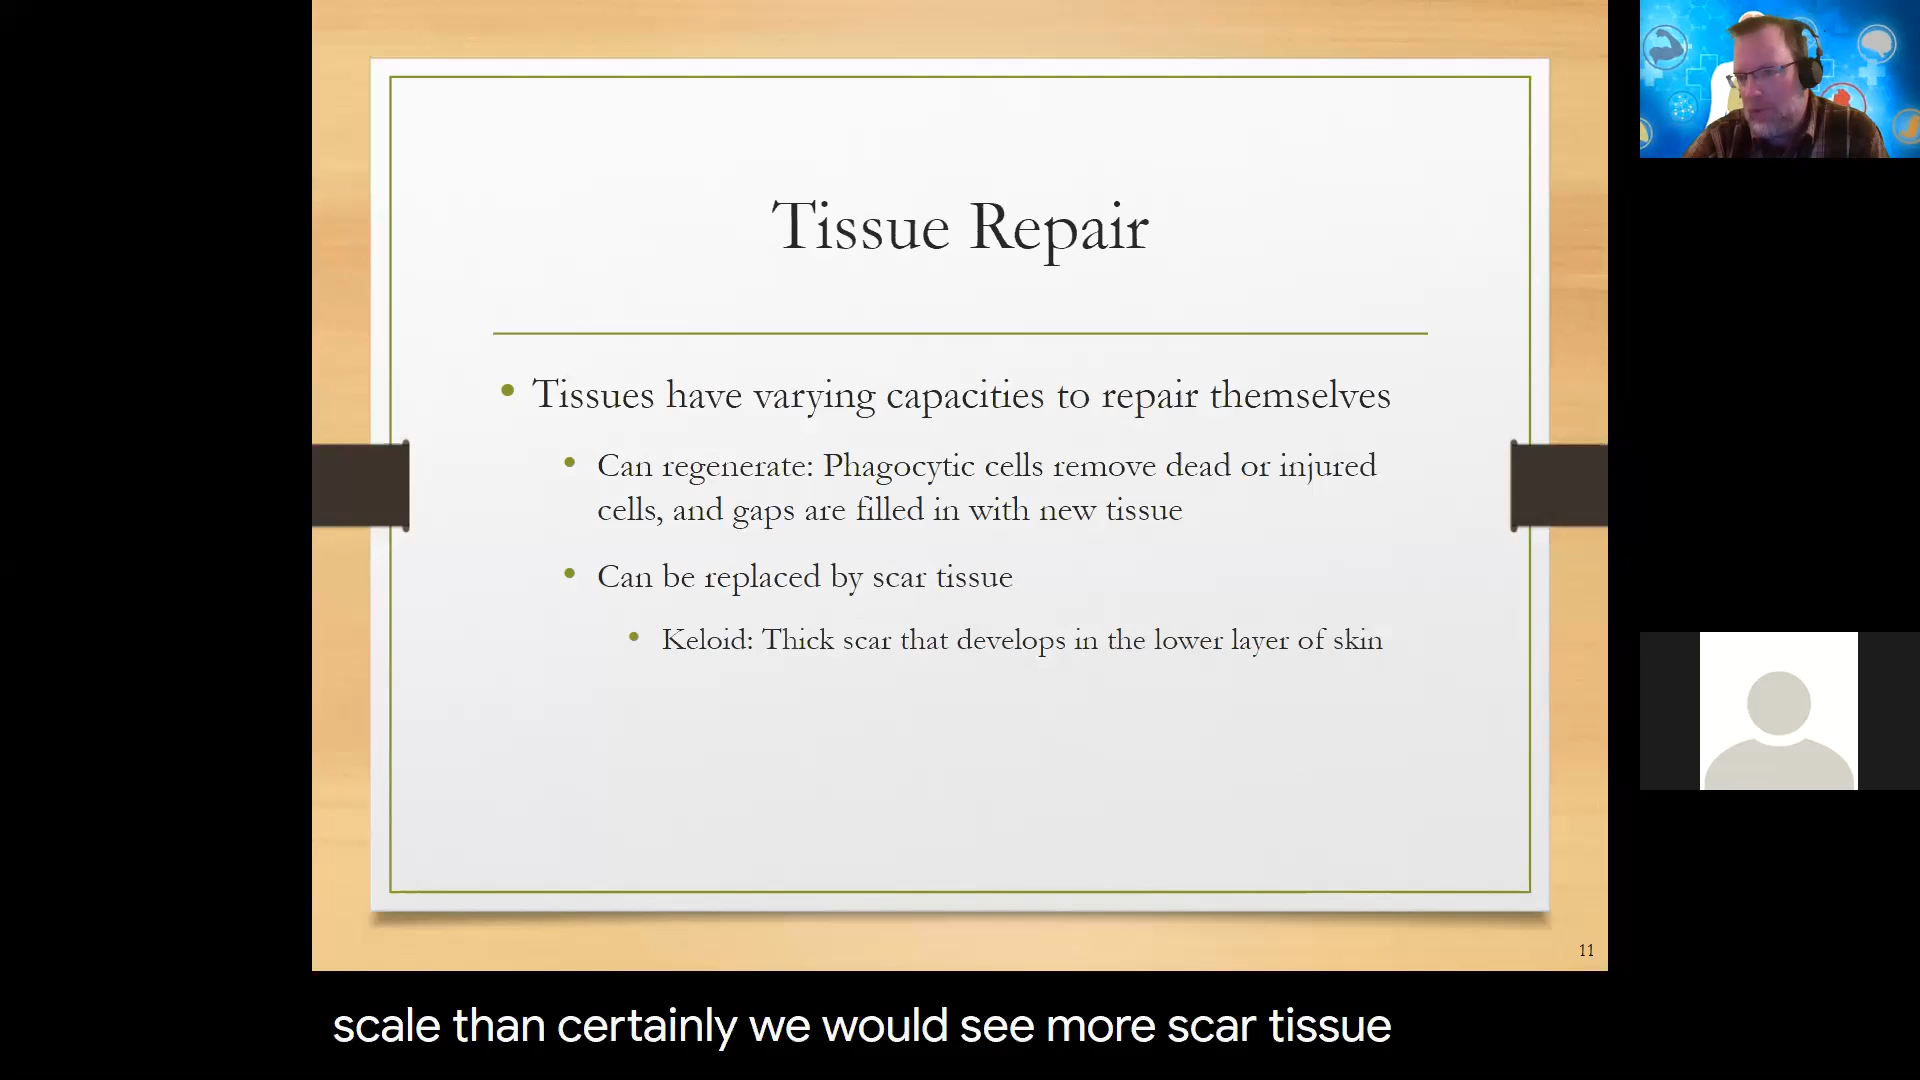 Tissue Repair
• Tissues have varying capacities to repair themselves
• Can regenerate: Phagocytic cells remove dead or injured
cells, and gaps are filled in with new tissue
• Can be replaced by scar tissue
• Keloid: Thick scar that develops in the lower layer of skin
11
scale than certainly we would see more scar tissue